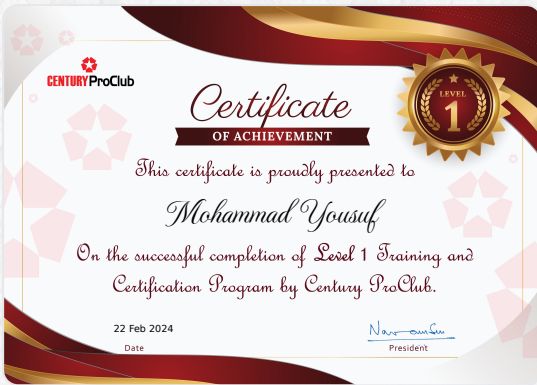 CENTURY ProClub
Certificate
OF ACHIEVEMENT
LEVEL
1
This certificate is proudly presented to
Mohammad Yousuf
On the successful completion of Level 1 Training and
Certification Program by Century ProClub.
22 Feb 2024
Date
President